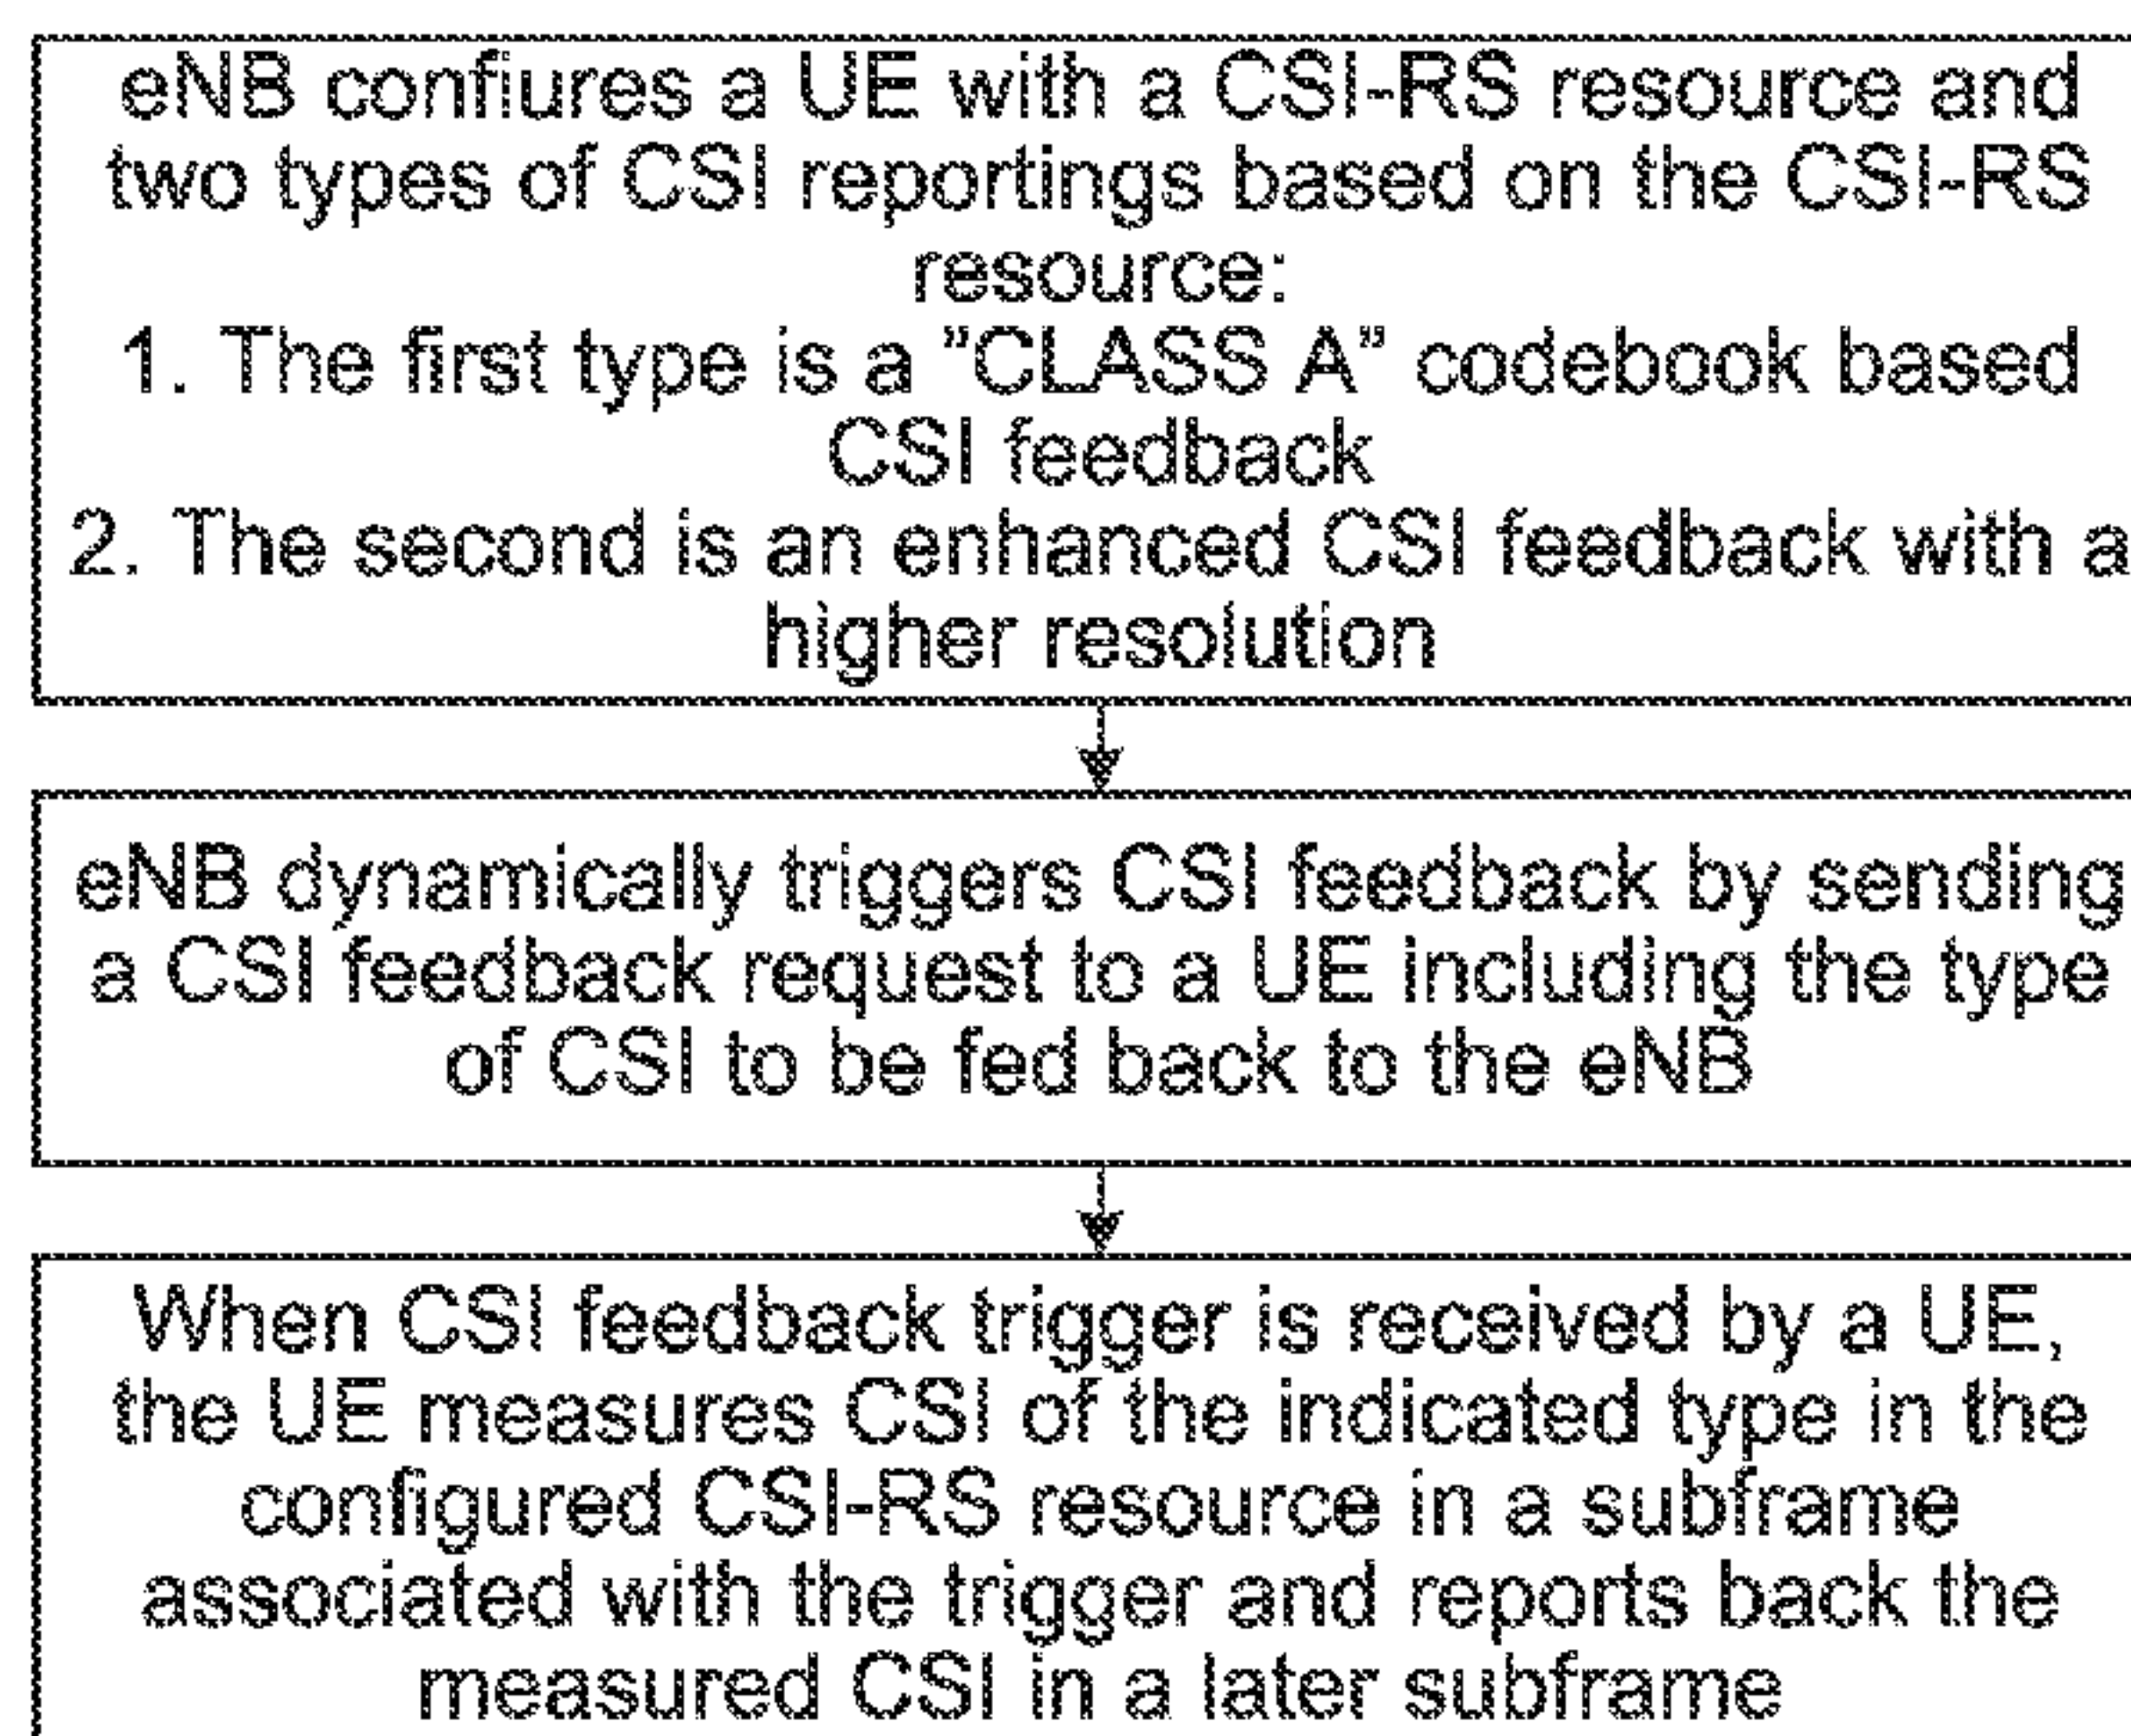 eNB confiures a UE with a CSI-RS resource and
two types of CSI reportings based on the CSI-RS
resource:
1. The first type is a ”CLASS A” codebook based
CSI feedback
2. The second is an enhanced CSI feedback with a
higher resolution
eNB dynamically triggers CSI feedback by sending
a CSI feedback request to a UE including the type
of CSI to be fed back to the eNB
When CSI feedback trigger is received by a UE,
the UE measures CSI of the indicated type in the
configured CSI-RS resource in a subframe
associated with the trigger and reports back the
measured CSI in a later subframe